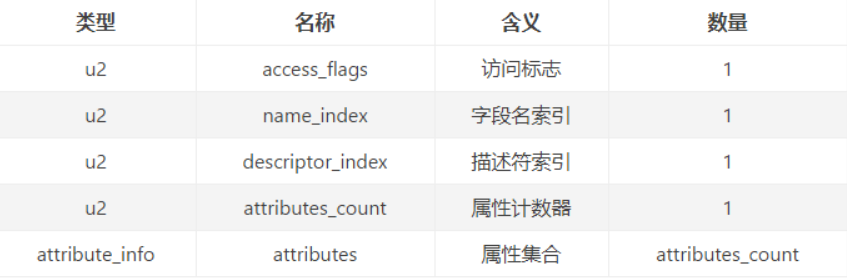 类型 名称 含义 数量
u2 access_flags 访问标志 1
u2 name_index 字段名索引 1
u2 descriptor_index 描述符索引 1
u2 attributes_count 属性计数器 1
attribute_info attributes 属性集合 attributes_count